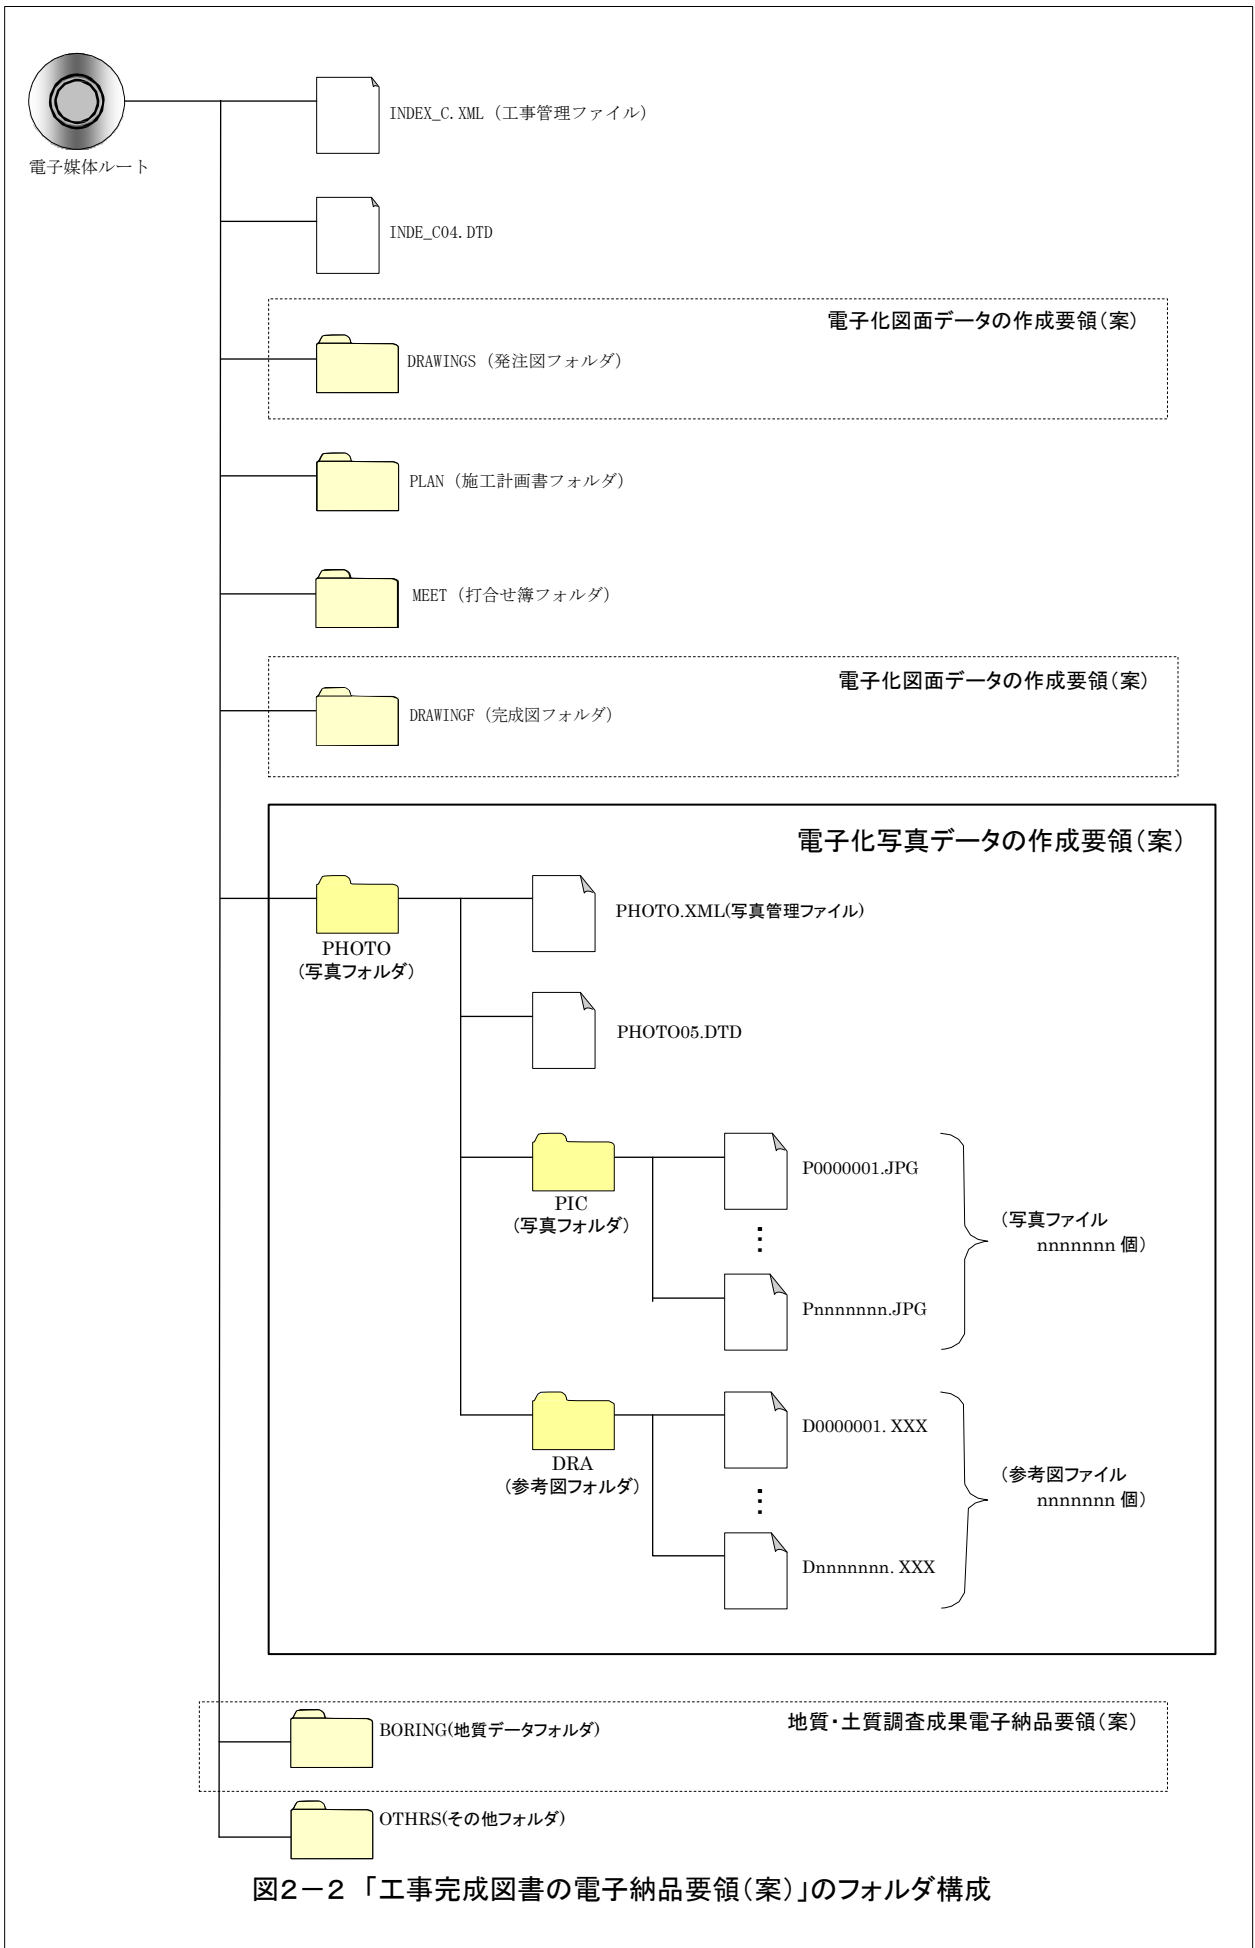 INDEX_C.XML（工事管理ファイル）
電子媒体ルート
INDE_C04.DTD
電子化図面データの作成要領（案）
DRAWINGS（発注図フォルダ）
PLAN（施工計画書フォルダ）
MEET（打合せ簿フォルダ）
電子化図面データの作成要領（案）
DRAWINGF（完成図フォルダ）
電子化写真データの作成要領（案）
PHOTO.XML(写真管理ファイル)
PHOTO
（写真フォルダ）
PHOTO05.DTD
P0000001.JPG
PIC
（写真フォルダ）
（写真ファイル
nnnnnnn 個）
Pnnnnnnn.JPG
D0000001. XXX
DRA
（参考図フォルダ）
（参考図ファイル
nnnnnnn 個）
Dnnnnnnn. XXX
地質・土質調査成果電子納品要領（案）
BORING(地質データフォルダ)
OTHRS(その他フォルダ)
図２－２ 「工事完成図書の電子納品要領（案）」のフォルダ構成